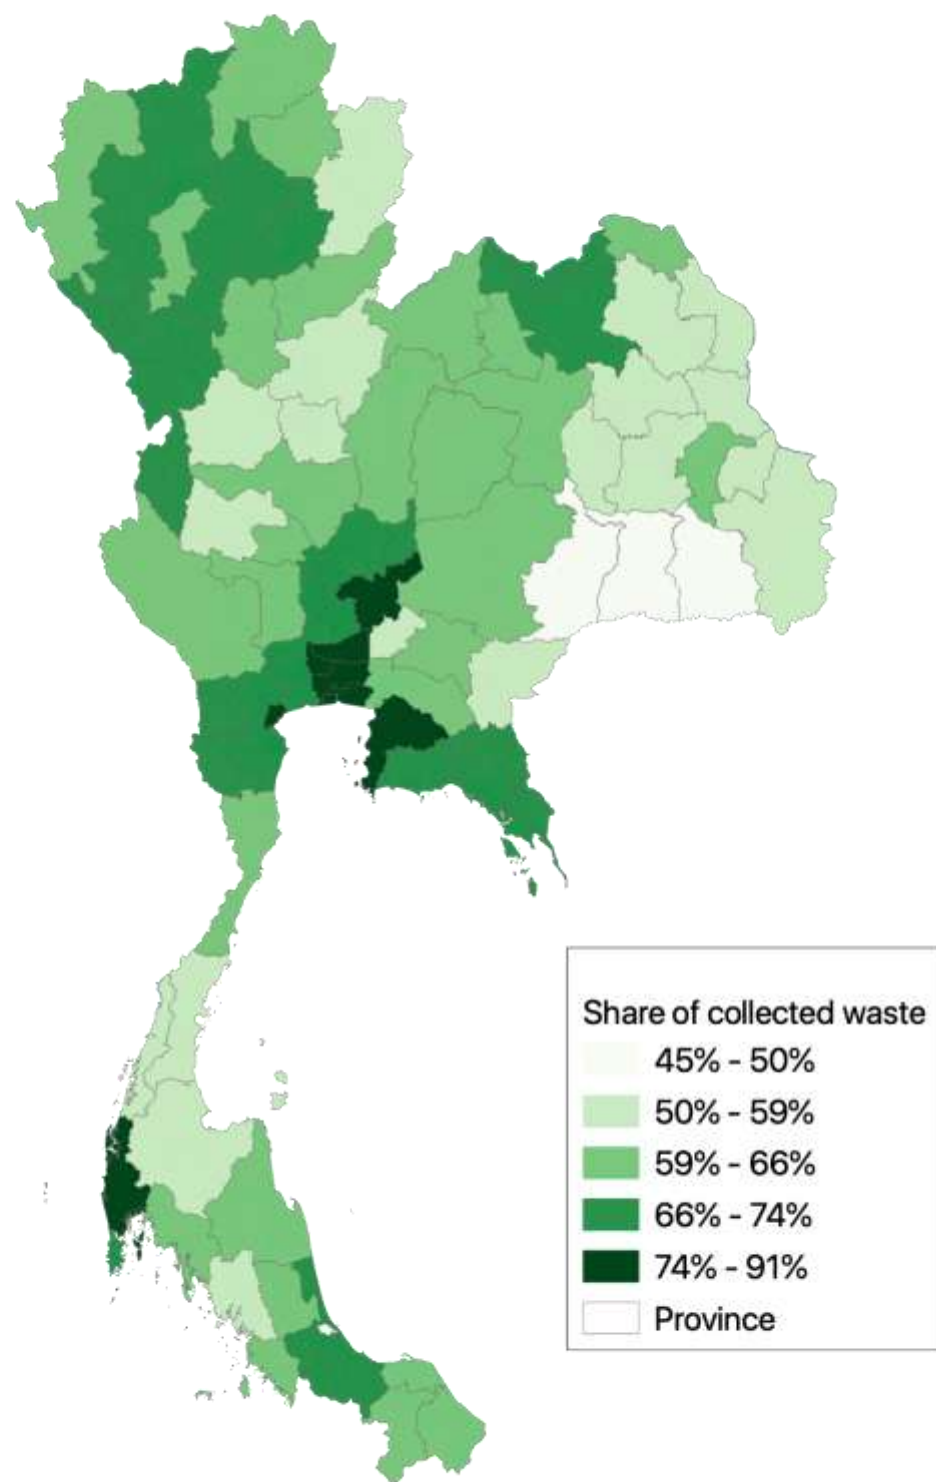 Share of collected waste
45% - 50%
50% - 59%
59% - 66%
66% - 74%
74% - 91%
Province